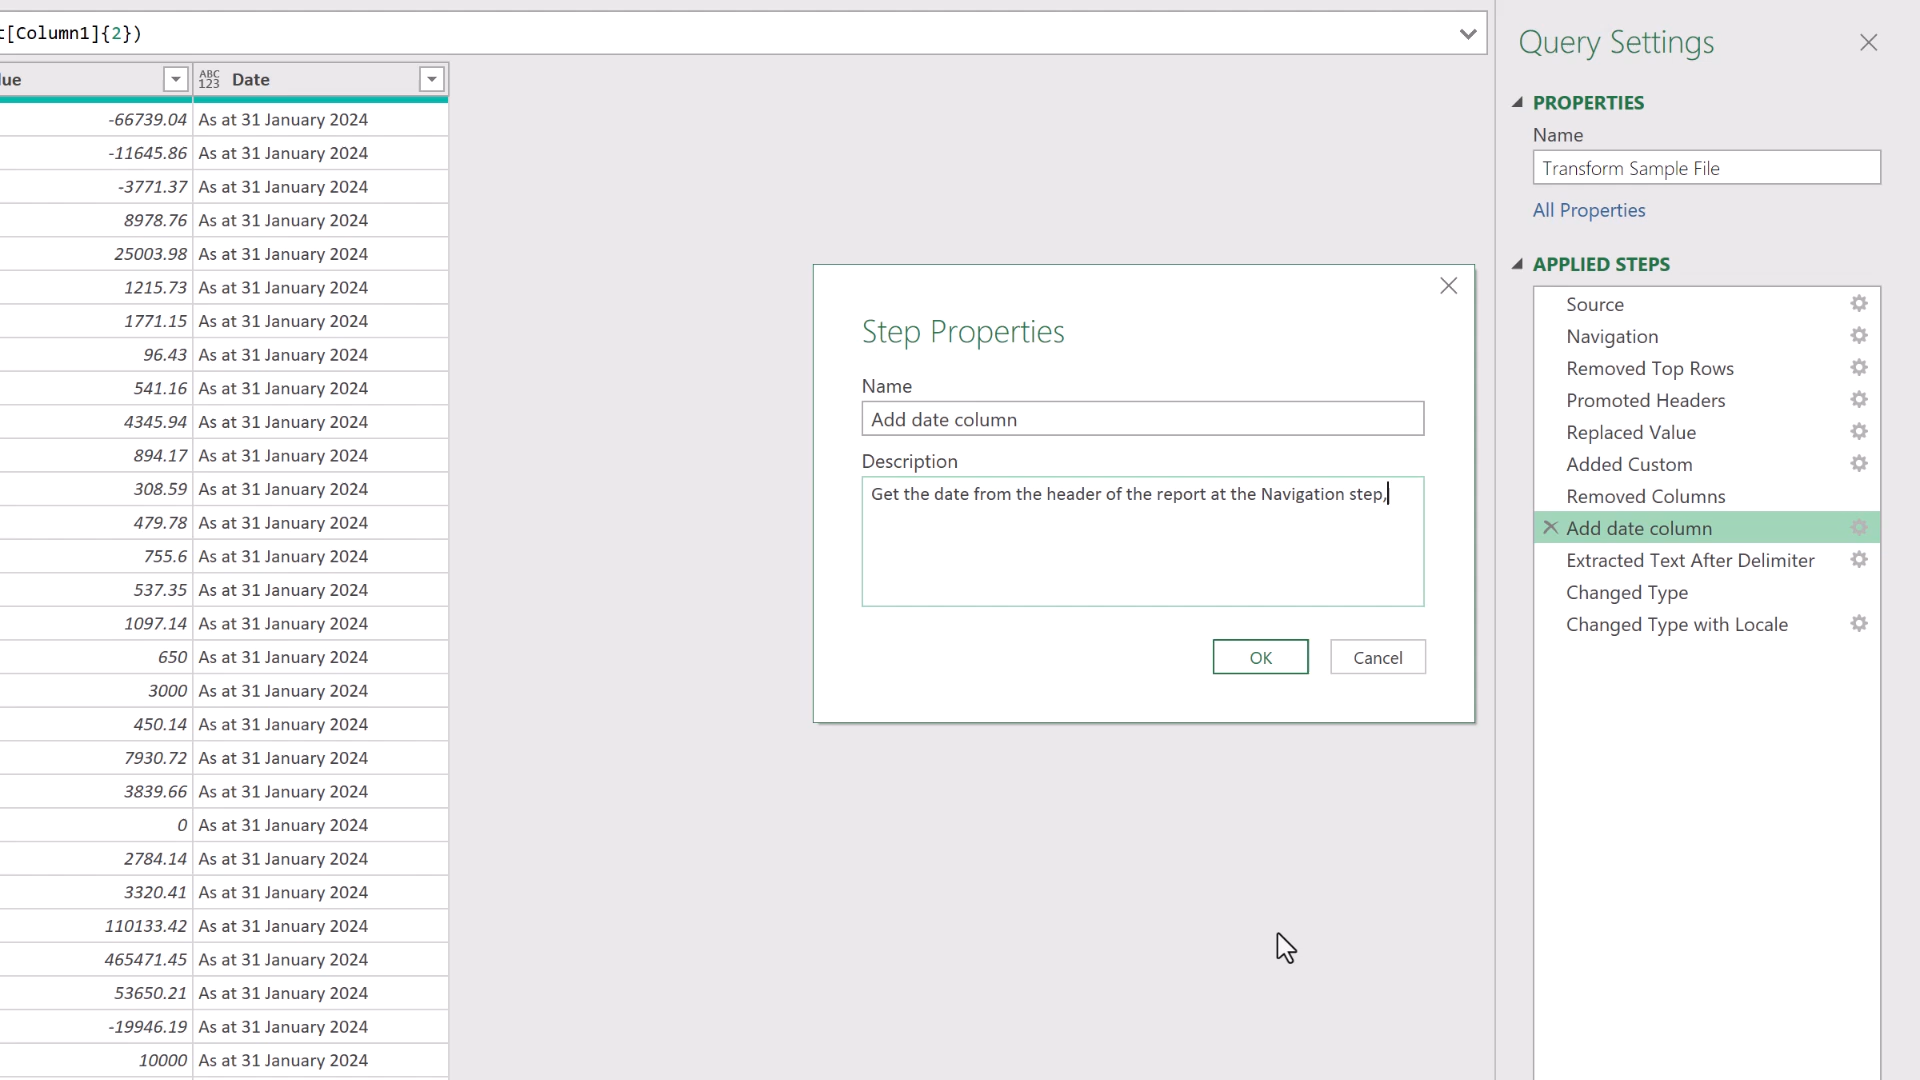 t[Column1]{2})
Query Settings
PROPERTIES
Name
Transform Sample File
All Properties
APPLIED STEPS
Source
Navigation
Removed Top Rows
Promoted Headers
Replaced Value
Added Custom
Removed Columns
Add date column
Extracted Text After Delimiter
Changed Type
Changed Type with Locale
lue ABC 123 Date
-66739.04 As at 31 January 2024
-11645.86 As at 31 January 2024
-3771.37 As at 31 January 2024
8978.76 As at 31 January 2024
25003.98 As at 31 January 2024
1215.73 As at 31 January 2024
1771.15 As at 31 January 2024
96.43 As at 31 January 2024
541.16 As at 31 January 2024
4345.94 As at 31 January 2024
894.17 As at 31 January 2024
308.59 As at 31 January 2024
479.78 As at 31 January 2024
755.6 As at 31 January 2024
537.35 As at 31 January 2024
1097.14 As at 31 January 2024
650 As at 31 January 2024
3000 As at 31 January 2024
450.14 As at 31 January 2024
7930.72 As at 31 January 2024
3839.66 As at 31 January 2024
0 As at 31 January 2024
2784.14 As at 31 January 2024
3320.41 As at 31 January 2024
110133.42 As at 31 January 2024
465471.45 As at 31 January 2024
53650.21 As at 31 January 2024
-19946.19 As at 31 January 2024
10000 As at 31 January 2024
Step Properties
Name
Add date column
Description
Get the date from the header of the report at the Navigation step,
OK Cancel